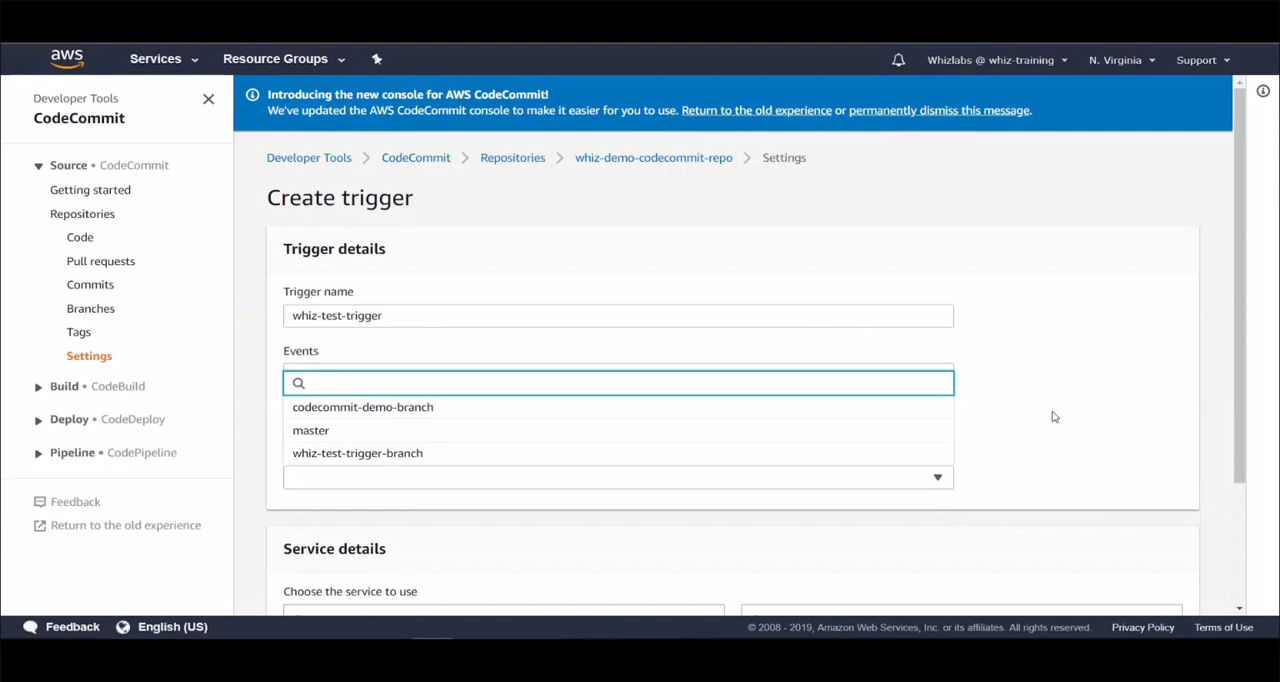 aws Services Resource Groups Whizlabs @ whiz-training N. Virginia Support
Developer Tools
CodeCommit
Source • CodeCommit
Getting started
Repositories
Code
Pull requests
Commits
Branches
Tags
Settings
Build • CodeBuild
Deploy • CodeDeploy
Pipeline • CodePipeline
Feedback
Return to the old experience
Introducing the new console for AWS CodeCommit!
We've updated the AWS CodeCommit console to make it easier for you to use. Return to the old experience or permanently dismiss this message.
Developer Tools CodeCommit Repositories whiz-demo-codecommit-repo Settings
Create trigger
Trigger details
Trigger name
whiz-test-trigger
Events
codecommit-demo-branch
master
whiz-test-trigger-branch
Service details
Choose the service to use
Feedback English (US) © 2008 - 2019, Amazon Web Services, Inc. or its affiliates. All rights reserved. Privacy Policy Terms of Use